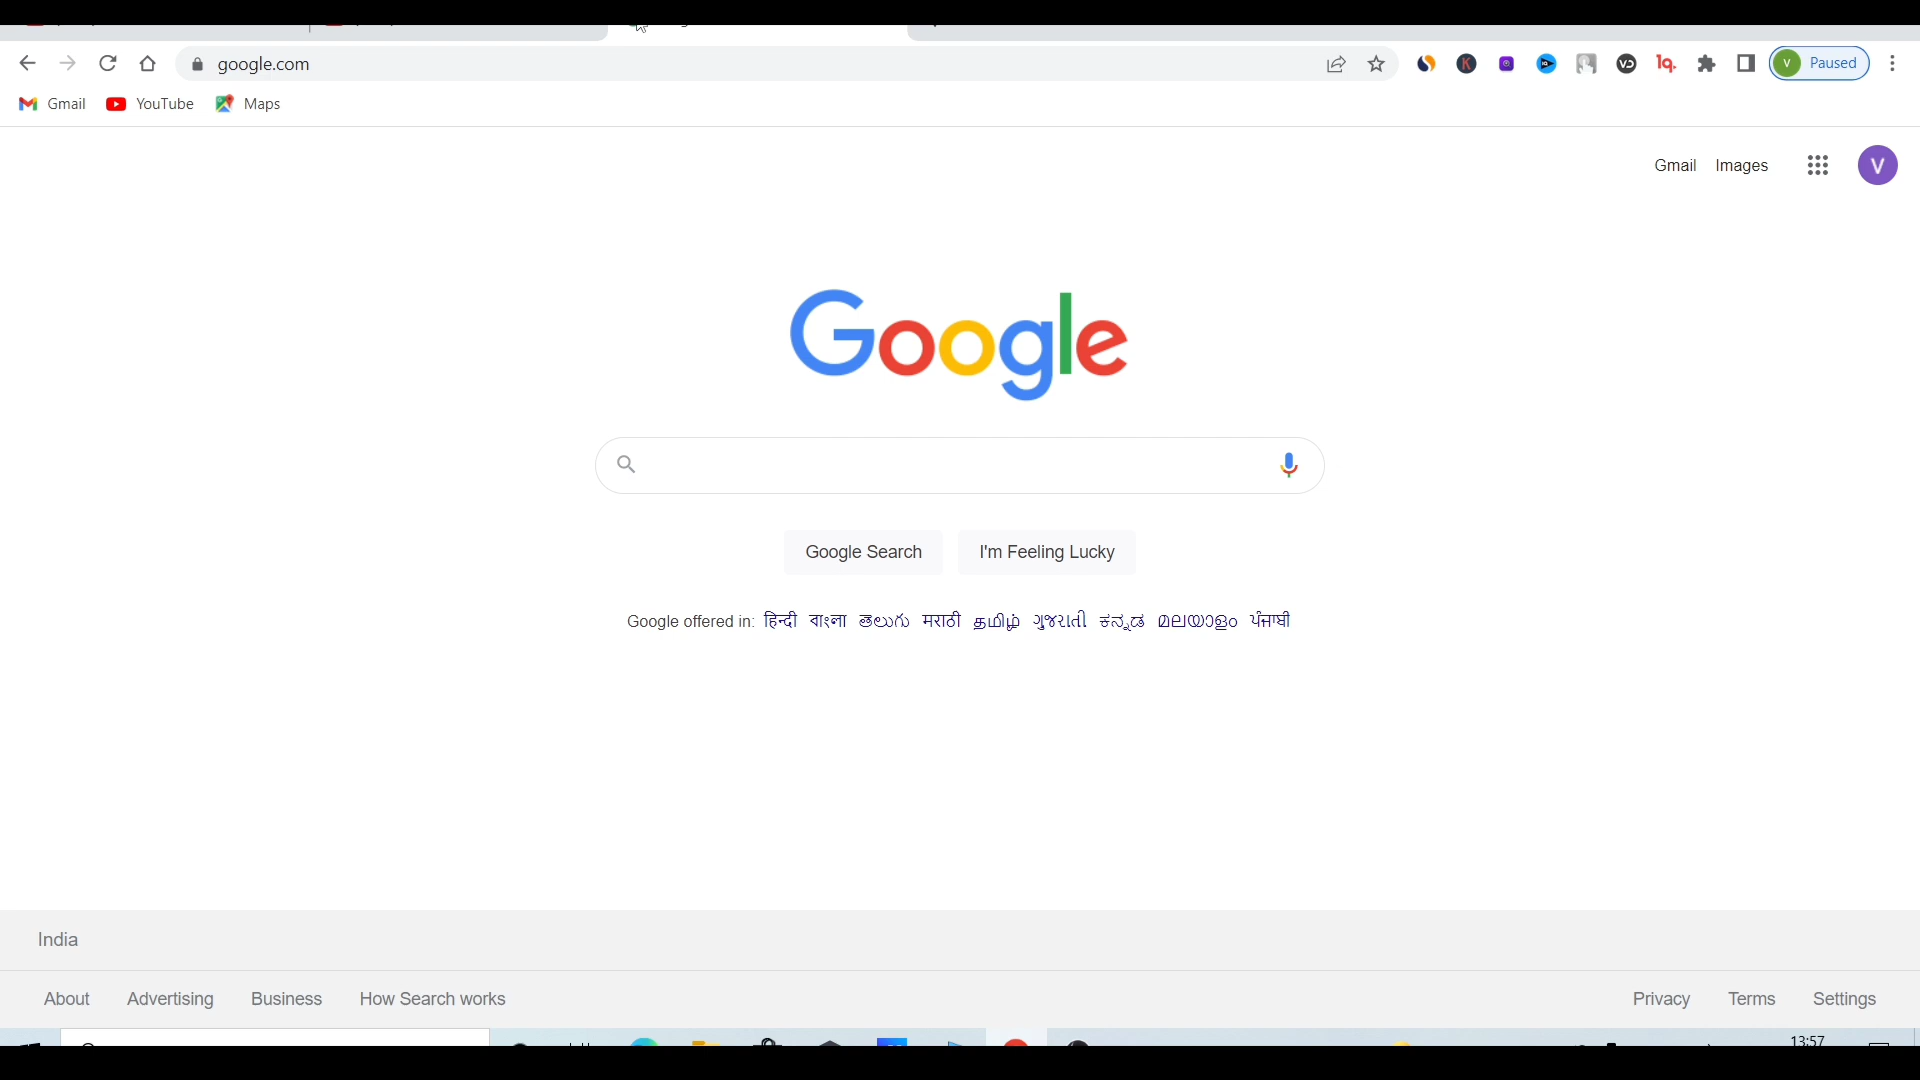 google.com
V Paused
Gmail YouTube Maps
Gmail Images V
Google
Google Search I'm Feeling Lucky
Google offered in: हिन्दी বাংলা తెలుగు मराठी தமிழ் ગુજરાતી ಕನ್ನಡ മലയാളം ਪੰਜਾਬੀ
India
About Advertising Business How Search works Privacy Terms Settings
13:57